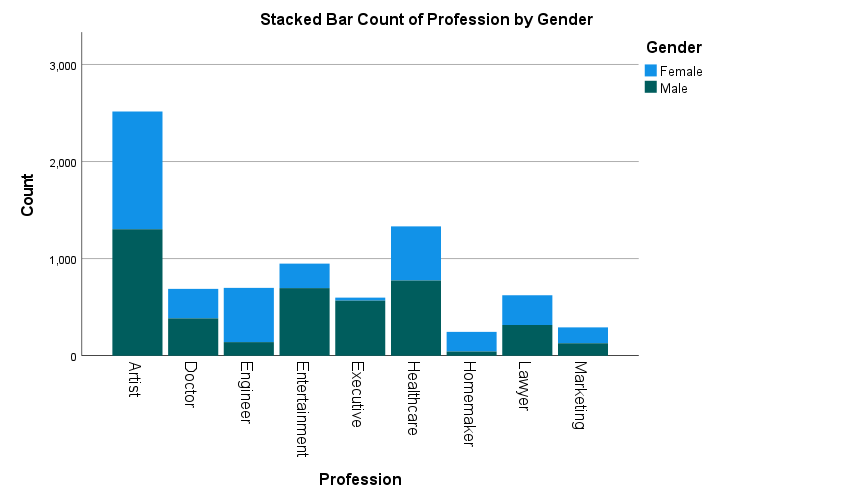 Stacked Bar Count of Profession by Gender
Gender
Female
Male
Count
3,000
2,000
1,000
0
Artist
Doctor
Engineer
Entertainment
Executive
Healthcare
Homemaker
Lawyer
Marketing
Profession